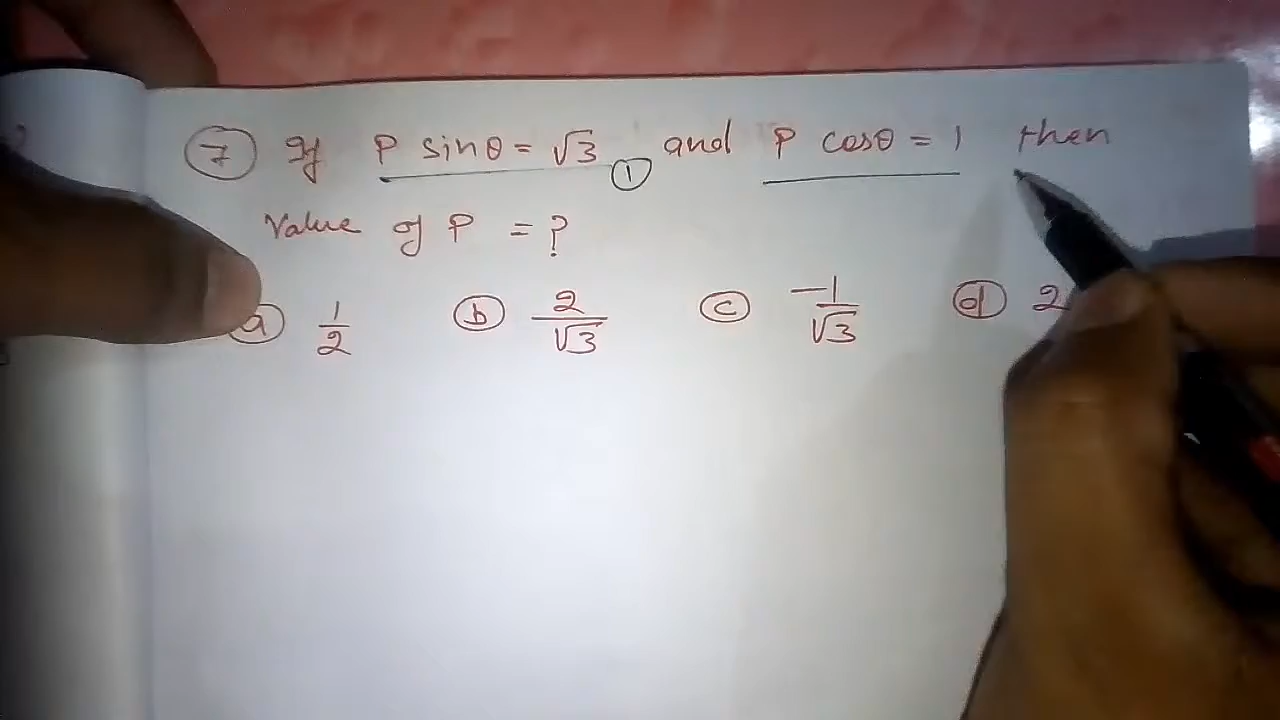 ⑦ If P sinθ = √3 ① and P cosθ = 1 then
Value of P = ?
ⓐ 1/2 ⓑ 2/√3 ⓒ -1/√3 ⓓ 2